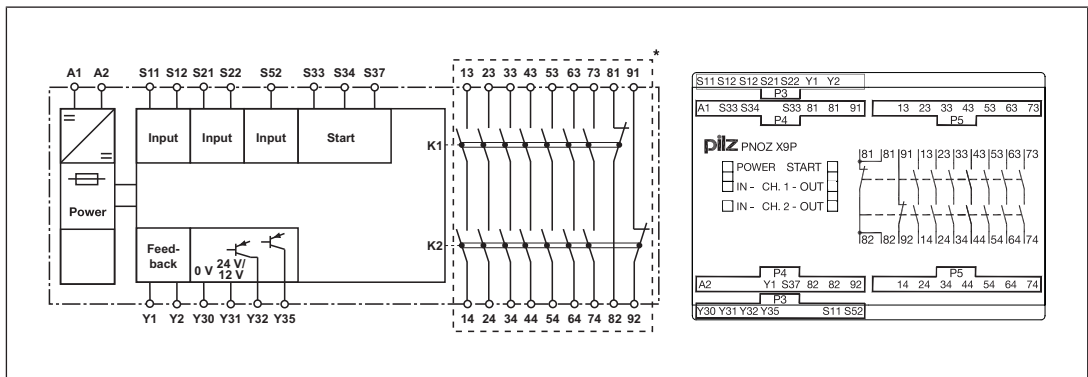 *
A1 A2 S11 S12 S21 S22 S52 S33 S34 S37 13 23 33 43 53 63 73 81 91
Input Input Input Start
K1
Power
K2
Feed-
back
0 V
24 V/
12 V
Y1 Y2 Y30 Y31 Y32 Y35 14 24 34 44 54 64 74 82 92
S11 S12 S12 S21 S22 Y1 Y2
P3
A1 S33 S34 S33 81 81 91 13 23 33 43 53 63 73
P4 P5
pilz PNOZ X9P
POWER START
IN - CH. 1 - OUT
IN - CH. 2 - OUT
81 81 91 13 23 33 43 53 63 73
82 82 92 14 24 34 44 54 64 74
P4 P5
A2 Y1 S37 82 82 92 14 24 34 44 54 64 74
P3
Y30 Y31 Y32 Y35 S11 S52